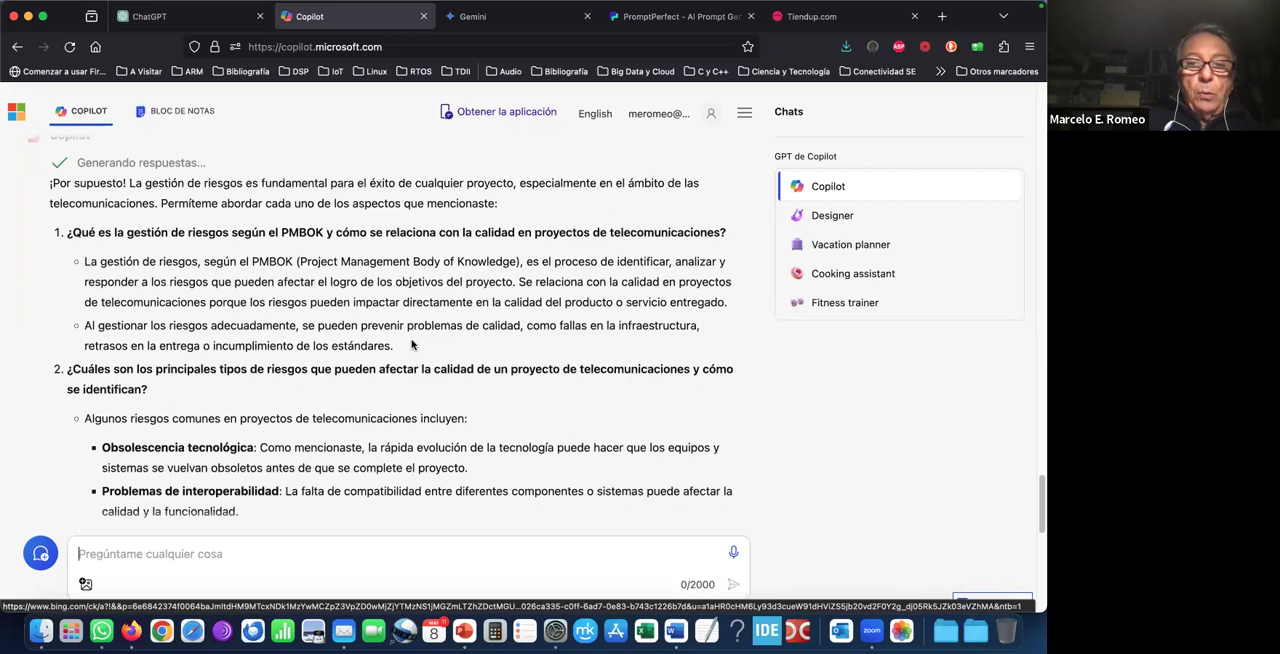 ChatGPT
Copilot
Gemini
PromptPerfect - AI Prompt Ger
Tiendup.com
https://copilot.microsoft.com
Comenzar a usar Fir...
A Visitar
ARM
Bibliografía
DSP
IoT
Linux
RTOS
TDII
Audio
Bibliografía
Big Data y Cloud
C y C++
Ciencia y Tecnología
Conectividad SE
Otros marcadores
COPILOT
BLOC DE NOTAS
Obtener la aplicación
English
meromeo@...
Chats
Marcelo E. Romeo
Copilot
Generando respuestas...
¡Por supuesto! La gestión de riesgos es fundamental para el éxito de cualquier proyecto, especialmente en el ámbito de las
telecomunicaciones. Permíteme abordar cada uno de los aspectos que mencionaste:
1. ¿Qué es la gestión de riesgos según el PMBOK y cómo se relaciona con la calidad en proyectos de telecomunicaciones?
La gestión de riesgos, según el PMBOK (Project Management Body of Knowledge), es el proceso de identificar, analizar y
responder a los riesgos que pueden afectar el logro de los objetivos del proyecto. Se relaciona con la calidad en proyectos
de telecomunicaciones porque los riesgos pueden impactar directamente en la calidad del producto o servicio entregado.
Al gestionar los riesgos adecuadamente, se pueden prevenir problemas de calidad, como fallas en la infraestructura,
retrasos en la entrega o incumplimiento de los estándares.
2. ¿Cuáles son los principales tipos de riesgos que pueden afectar la calidad de un proyecto de telecomunicaciones y cómo
se identifican?
Algunos riesgos comunes en proyectos de telecomunicaciones incluyen:
Obsolescencia tecnológica: Como mencionaste, la rápida evolución de la tecnología puede hacer que los equipos y
sistemas se vuelvan obsoletos antes de que se complete el proyecto.
Problemas de interoperabilidad: La falta de compatibilidad entre diferentes componentes o sistemas puede afectar la
calidad y la funcionalidad.
GPT de Copilot
Copilot
Designer
Vacation planner
Cooking assistant
Fitness trainer
Pregúntame cualquier cosa
0/2000
8
IDE
zoom